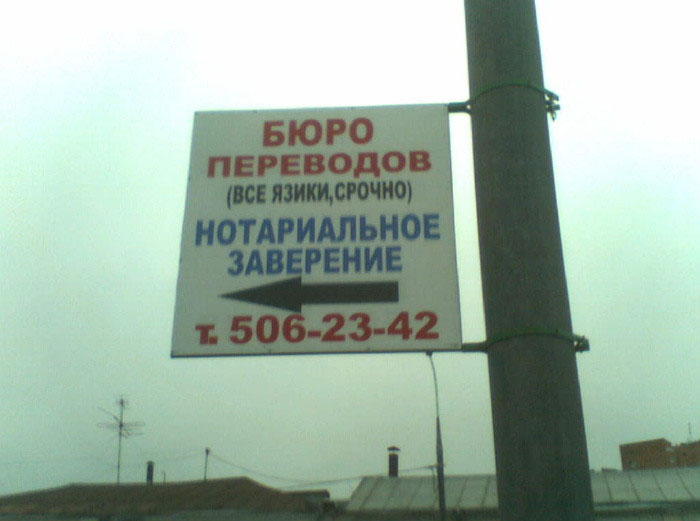 БЮРО
ПЕРЕВОДОВ
(ВСЕ ЯЗИКИ,СРОЧНО)
НОТАРИАЛЬНОЕ
ЗАВЕРЕНИЕ
т. 506-23-42